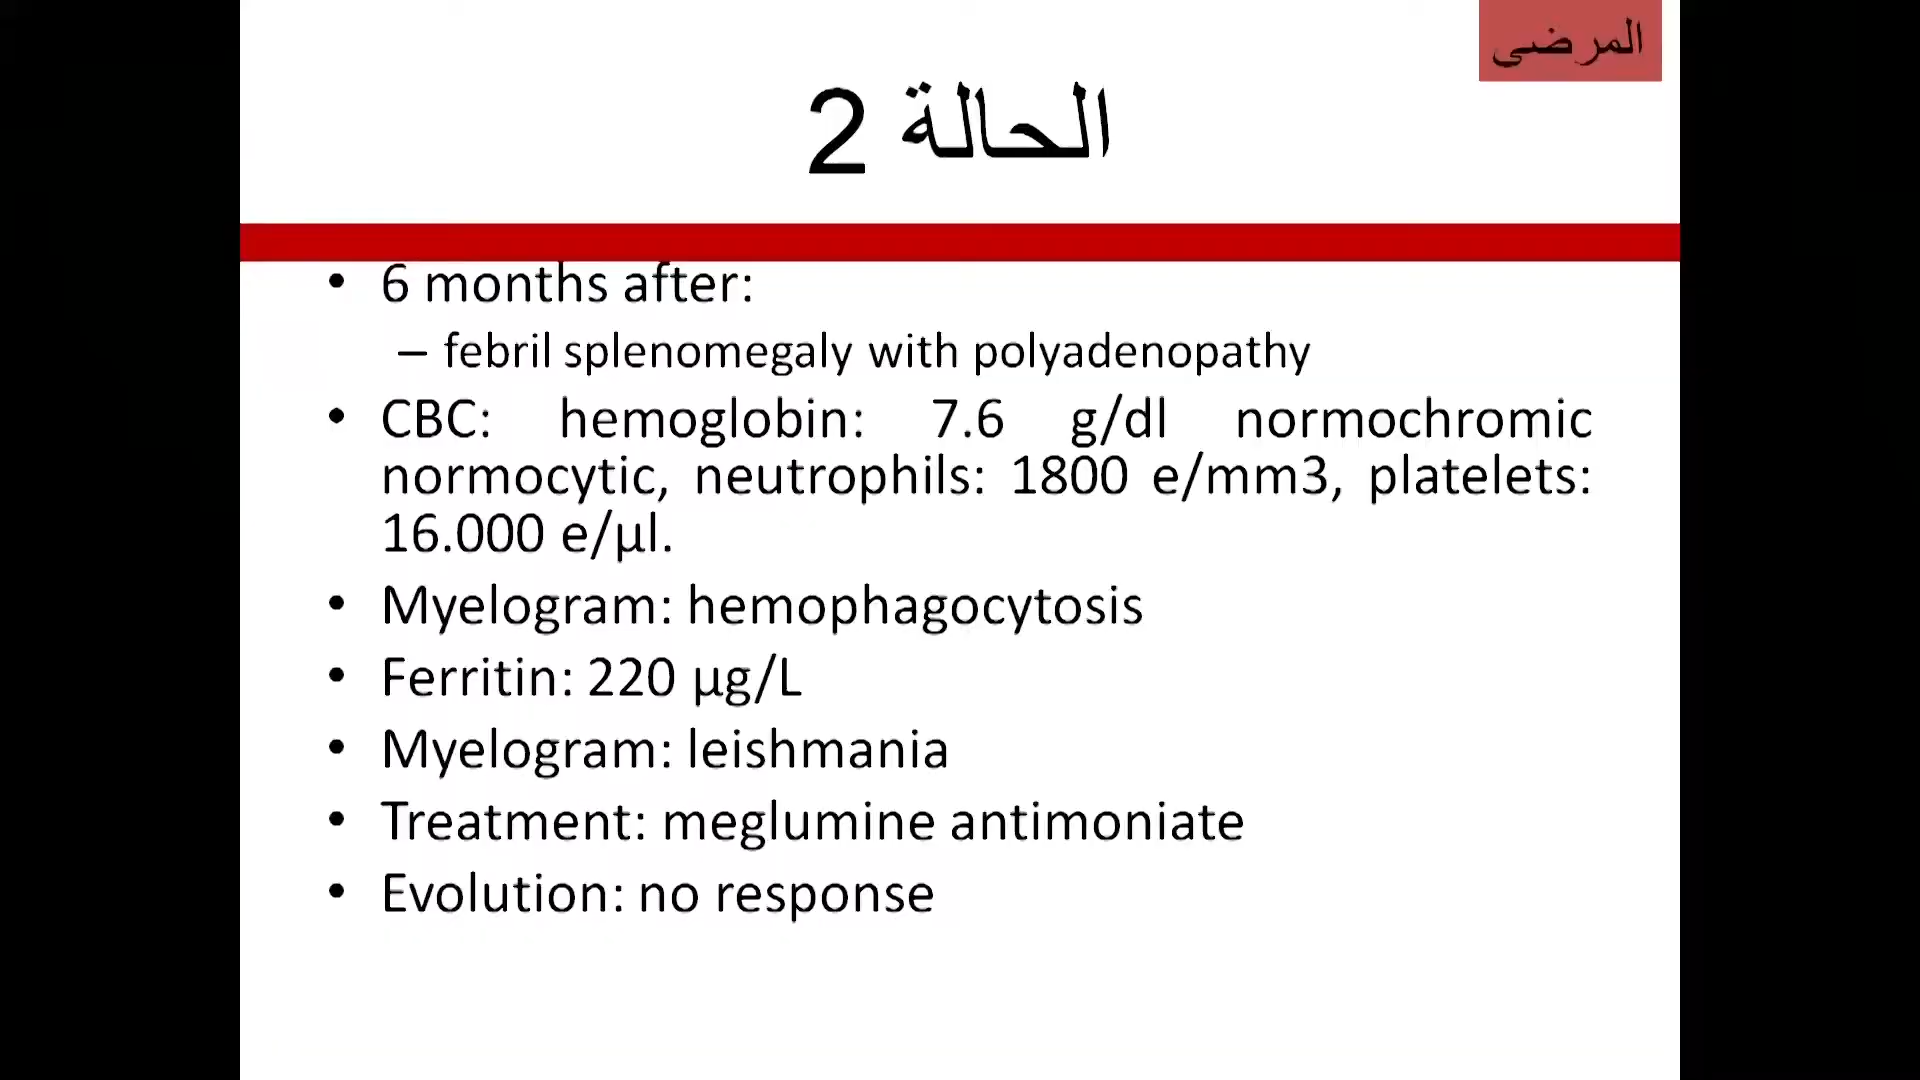 المرضى
الحالة 2
• 6 months after:
– febril splenomegaly with polyadenopathy
• CBC: hemoglobin: 7.6 g/dl normochromic
normocytic, neutrophils: 1800 e/mm3, platelets:
16.000 e/µl.
• Myelogram: hemophagocytosis
• Ferritin: 220 µg/L
• Myelogram: leishmania
• Treatment: meglumine antimoniate
• Evolution: no response